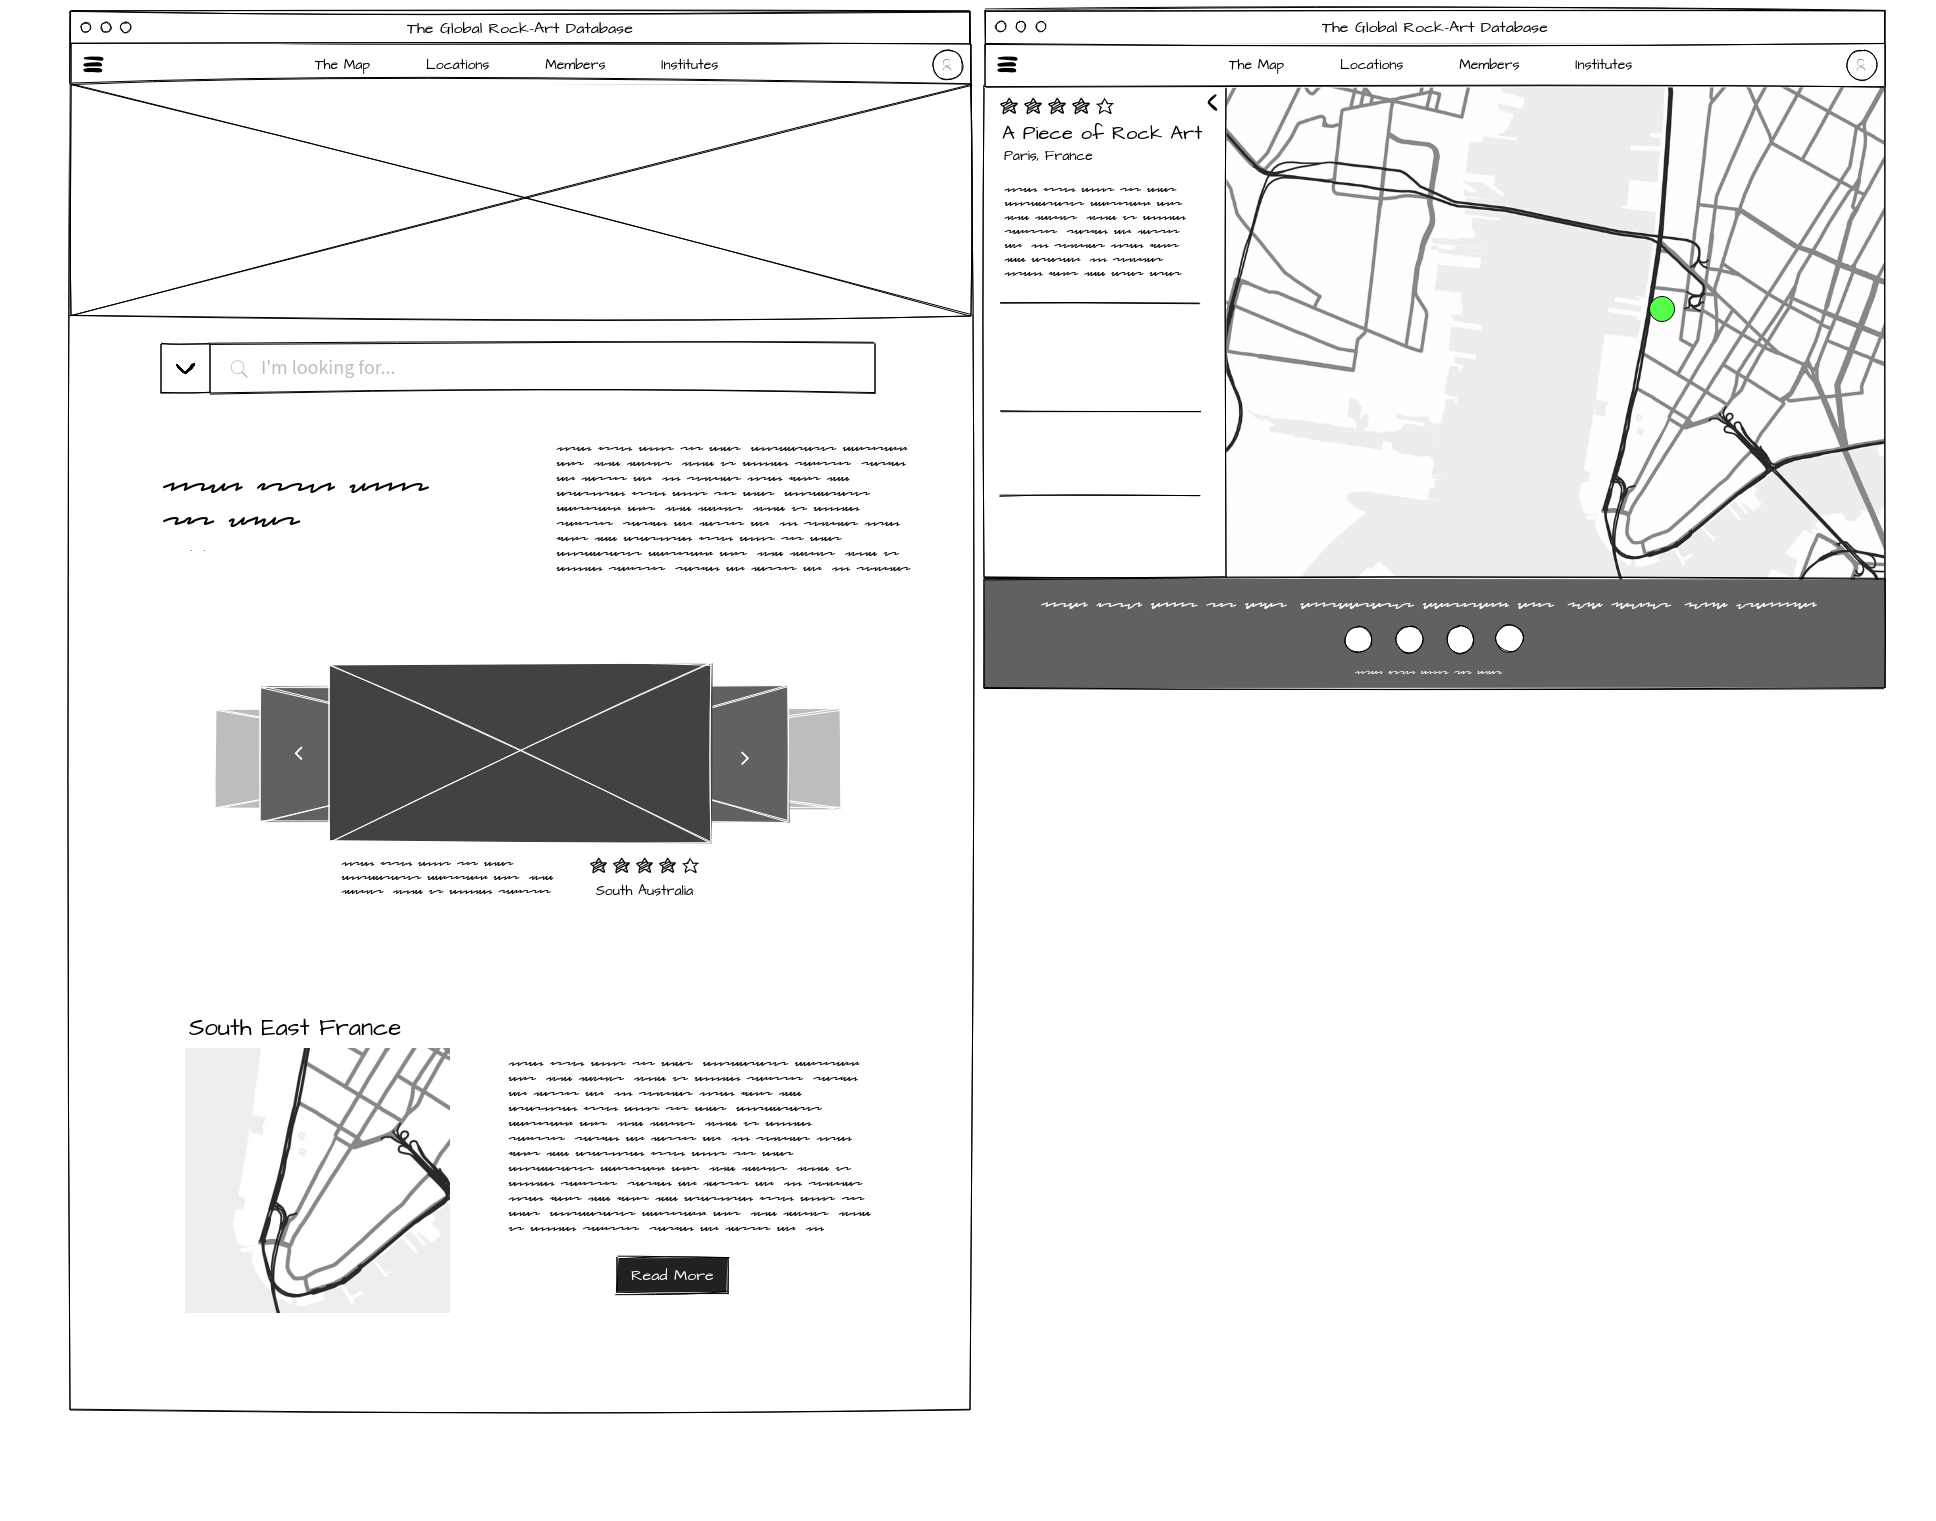 The Global Rock-Art Database
The Map Locations Members Institutes
I'm looking for...
South Australia
South East France
Read More
The Global Rock-Art Database
The Map Locations Members Institutes
A Piece of Rock Art
Paris, France